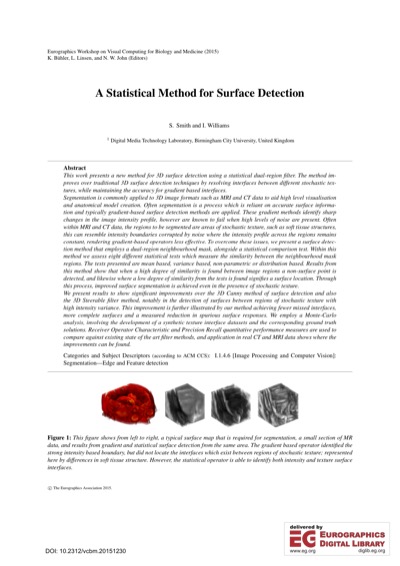 Eurographics Workshop on Visual Computing for Biology and Medicine (2015)
K. Bühler, L. Linsen, and N. W. John (Editors)
A Statistical Method for Surface Detection
S. Smith and I. Williams
¹ Digital Media Technology Laboratory, Birmingham City University, United Kingdom
Abstract
This work presents a new method for 3D surface detection using a statistical dual-region filter. The method im-
proves over traditional 3D surface detection techniques by resolving interfaces between different stochastic tex-
tures, while maintaining the accuracy for gradient based interfaces.
Segmentation is commonly applied to 3D image formats such as MRI and CT data to aid high level visualisation
and anatomical model creation. Often segmentation is a process which is reliant on accurate surface informa-
tion and typically gradient-based surface detection methods are applied. These gradient methods identify sharp
changes in the image intensity profile, however are known to fail when high levels of noise are present. Often
within MRI and CT data, the regions to be segmented are areas of stochastic texture, such as soft tissue structures,
this can resemble intensity boundaries corrupted by noise where the intensity profile across the regions remains
constant, rendering gradient-based operators less effective. To overcome these issues, we present a surface detec-
tion method that employs a dual-region neighbourhood mask, alongside a statistical comparison test. Within this
method we assess eight different statistical tests which measure the similarity between the neighbourhood mask
regions. The tests presented are mean based, variance based, non-parametric or distribution based. Results from
this method show that when a high degree of similarity is found between image regions a non-surface point is
detected, and likewise where a low degree of similarity from the tests is found signifies a surface location. Through
this process, improved surface segmentation is achieved even in the presence of stochastic texture.
We present results to show significant improvements over the 3D Canny method of surface detection and also
the 3D Steerable filter method, notably in the detection of surfaces between regions of stochastic texture with
high intensity variance. This improvement is further illustrated by our method achieving fewer missed interfaces,
more complete surfaces and a measured reduction in spurious surface responses. We employ a Monte-Carlo
analysis, involving the development of a synthetic texture interface datasets and the corresponding ground truth
solutions. Receiver Operator Characteristic and Precision Recall quantitative performance measures are used to
compare against existing state of the art filter methods, and application in real CT and MRI data shows where the
improvements can be found.
Categories and Subject Descriptors (according to ACM CCS): I.1.4.6 [Image Processing and Computer Vision]:
Segmentation—Edge and Feature detection
Figure 1: This figure shows from left to right, a typical surface map that is required for segmentation, a small section of MR
data, and results from gradient and statistical surface detection from the same area. The gradient based operator identified the
strong intensity based boundary, but did not locate the interfaces which exist between regions of stochastic texture; represented
here by differences in soft tissue structure. However, the statistical operator is able to identify both intensity and texture surface
interfaces.
© The Eurographics Association 2015.
delivered by
EG EUROGRAPHICS
DIGITAL LIBRARY
www.eg.org diglib.eg.org
DOI: 10.2312/vcbm.20151230